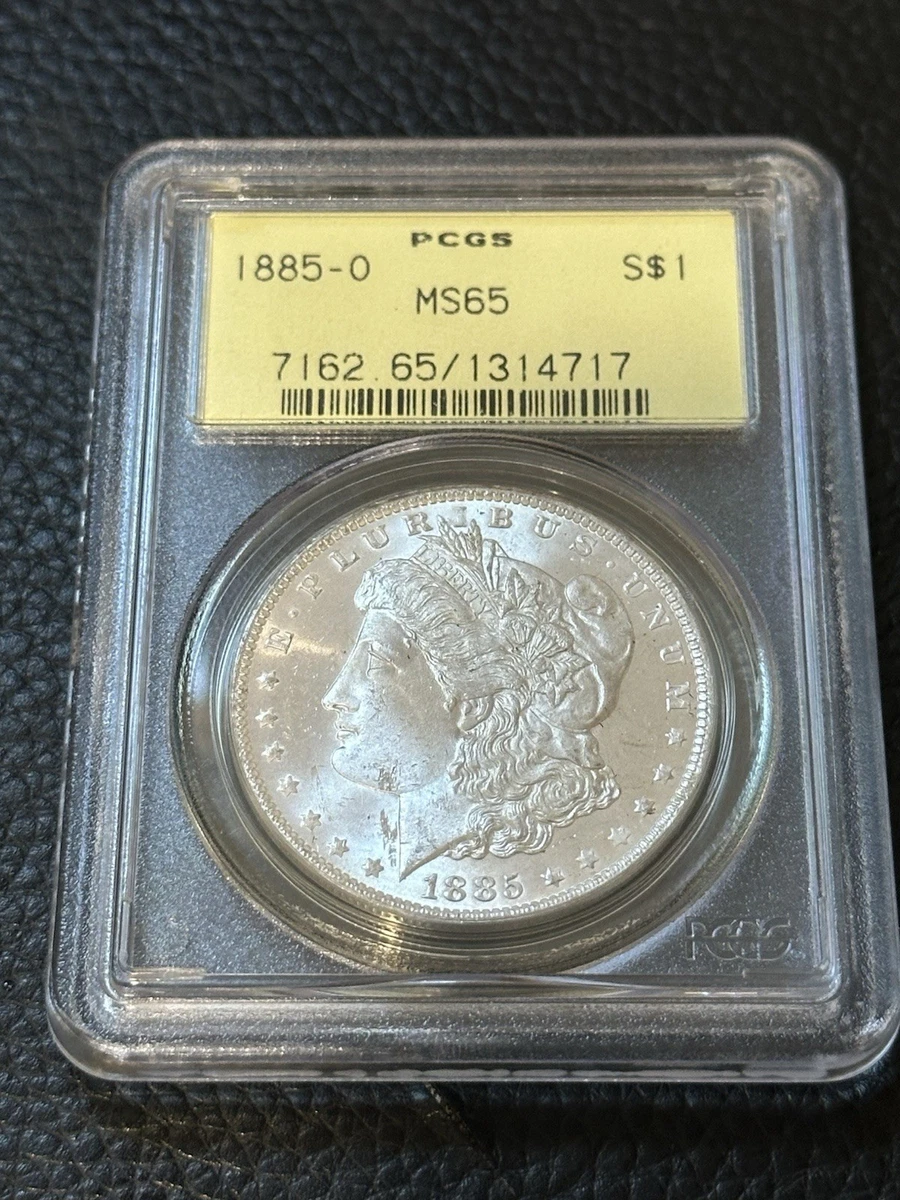 PCGS
1885-O S$1
MS65
7162.65/1314717
E · PLURIBUS · UNUM
LIBERTY
1885
PCGS